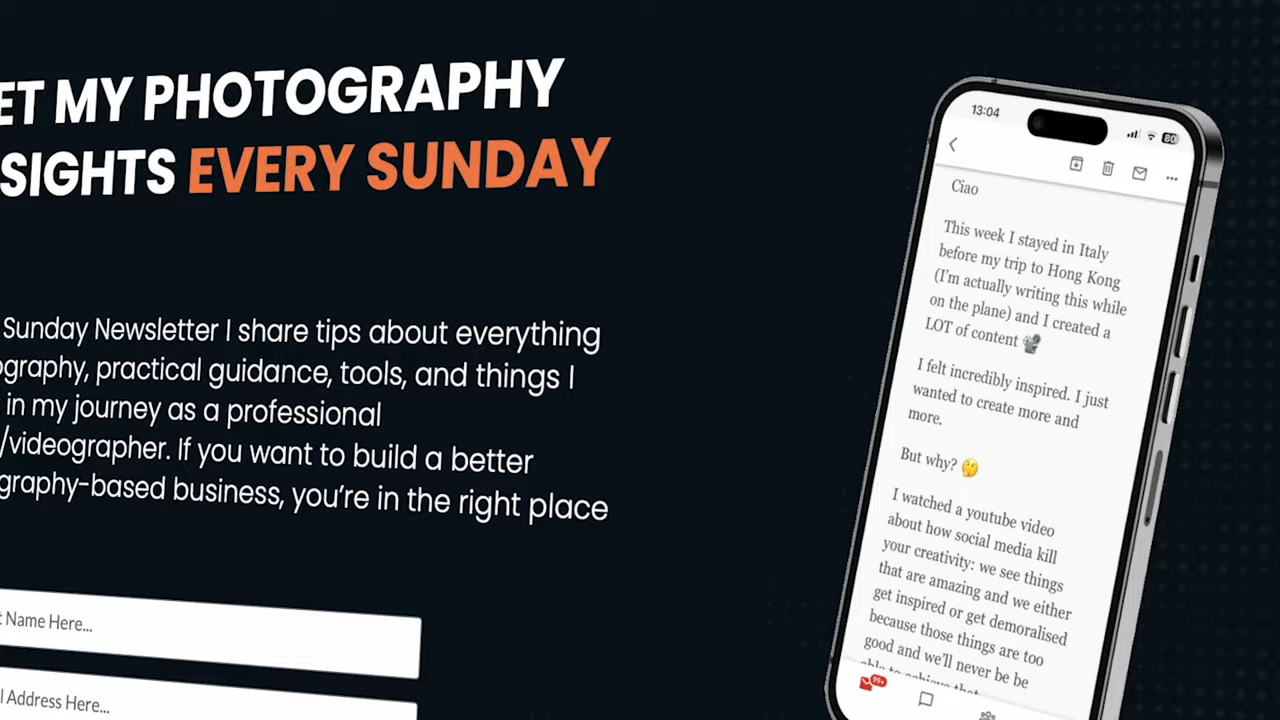 ET MY PHOTOGRAPHY
SIGHTS EVERY SUNDAY
Sunday Newsletter I share tips about everything
ography, practical guidance, tools, and things I
in my journey as a professional
/videographer. If you want to build a better
graphy-based business, you're in the right place
t Name Here...
l Address Here...
13:04
80
Ciao
This week I stayed in Italy
before my trip to Hong Kong
(I'm actually writing this while
on the plane) and I created a
LOT of content 📽️
I felt incredibly inspired. I just
wanted to create more and
more.
But why? 🤔
I watched a youtube video
about how social media kill
your creativity: we see things
that are amazing and we either
get inspired or get demoralised
because those things are too
good and we'll never be be
able to achieve that
99+